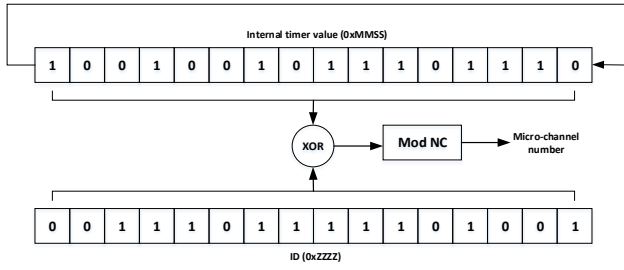 Internal timer value (0xMMSS)
1 0 0 1 0 0 1 0 1 1 1 0 1 1 1 0
XOR
Mod NC
Micro-channel
number
0 0 1 1 1 0 1 1 1 1 1 0 1 0 0 1
ID (0xZZZZ)